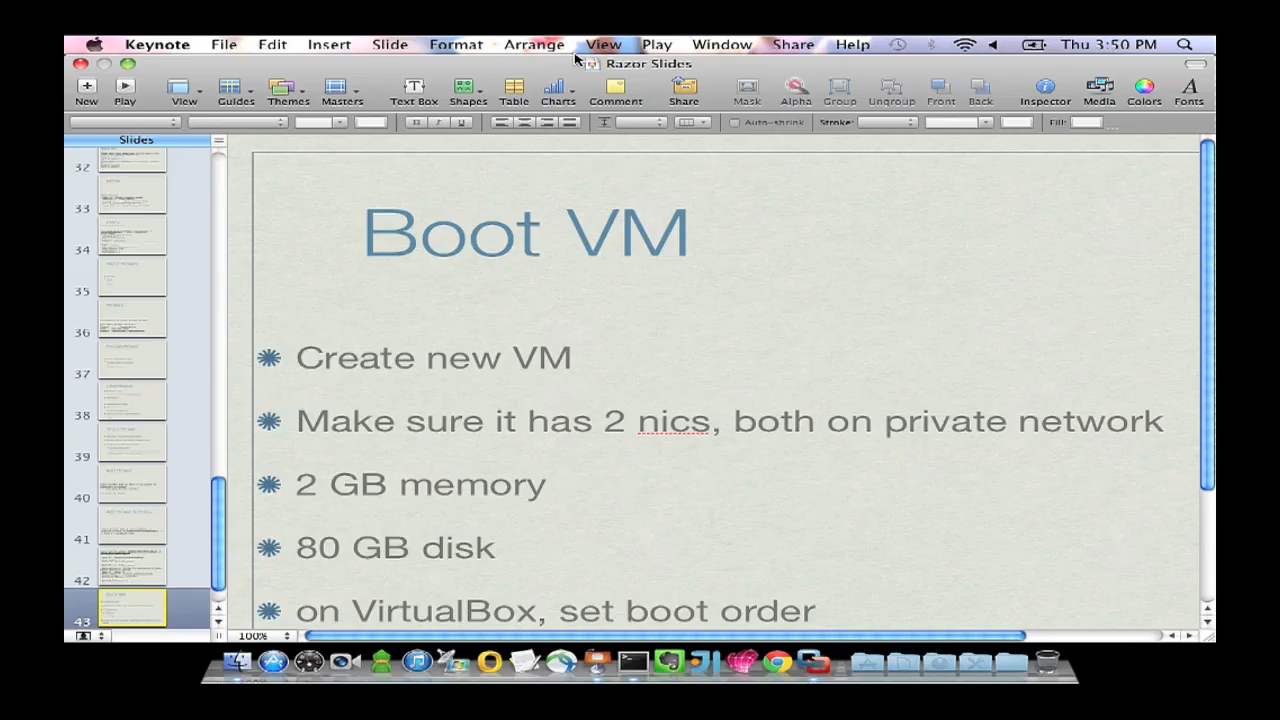 Keynote File Edit Insert Slide Format Arrange View Play Window Share Help Thu 3:50 PM
Razor Slides
New Play View Guides Themes Masters Text Box Shapes Table Charts Comment Share Mask Alpha Group Ungroup Front Back Inspector Media Colors Fonts
B I U Auto-shrink Stroke: Fill:
Slides
32
33
34
35
36
37
38
39
40
41
42
43
Boot VM
Create new VM
Make sure it has 2 nics, both on private network
2 GB memory
80 GB disk
on VirtualBox, set boot order
100%